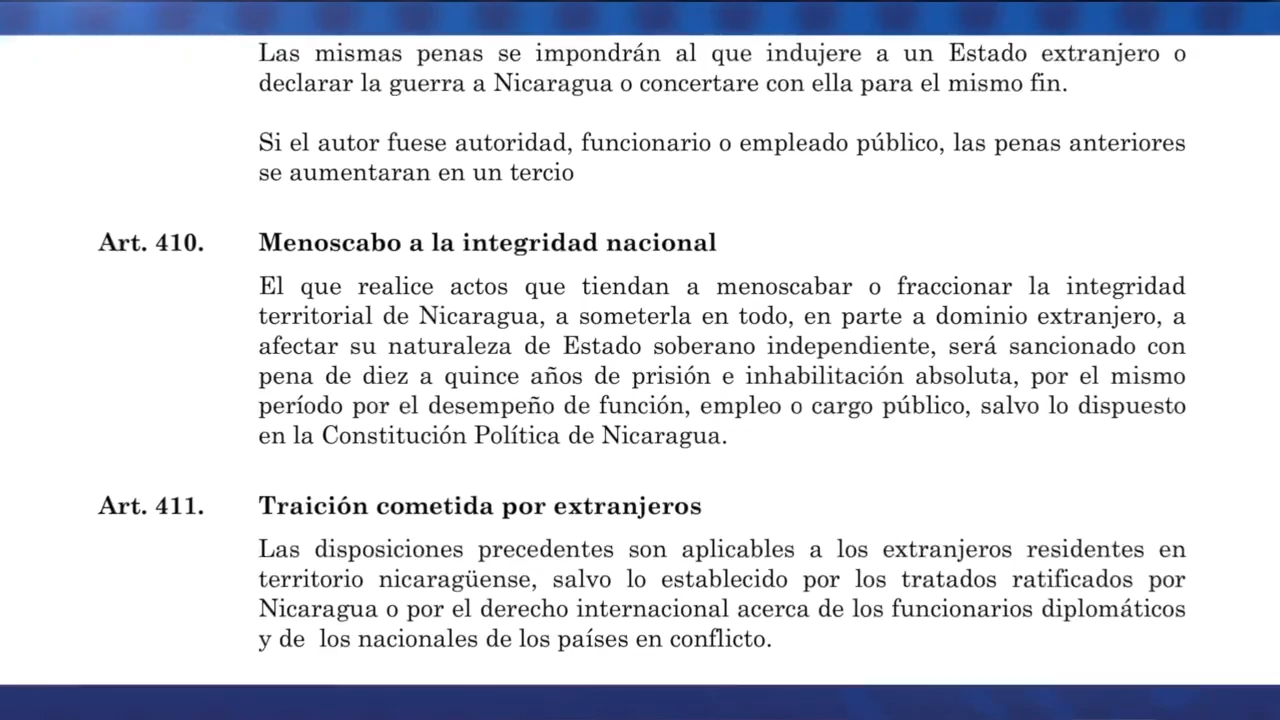 Las mismas penas se impondrán al que indujere a un Estado extranjero o
declarar la guerra a Nicaragua o concertare con ella para el mismo fin.
Si el autor fuese autoridad, funcionario o empleado público, las penas anteriores
se aumentaran en un tercio
Art. 410. Menoscabo a la integridad nacional
El que realice actos que tiendan a menoscabar o fraccionar la integridad
territorial de Nicaragua, a someterla en todo, en parte a dominio extranjero, a
afectar su naturaleza de Estado soberano independiente, será sancionado con
pena de diez a quince años de prisión e inhabilitación absoluta, por el mismo
período por el desempeño de función, empleo o cargo público, salvo lo dispuesto
en la Constitución Política de Nicaragua.
Art. 411. Traición cometida por extranjeros
Las disposiciones precedentes son aplicables a los extranjeros residentes en
territorio nicaragüense, salvo lo establecido por los tratados ratificados por
Nicaragua o por el derecho internacional acerca de los funcionarios diplomáticos
y de los nacionales de los países en conflicto.